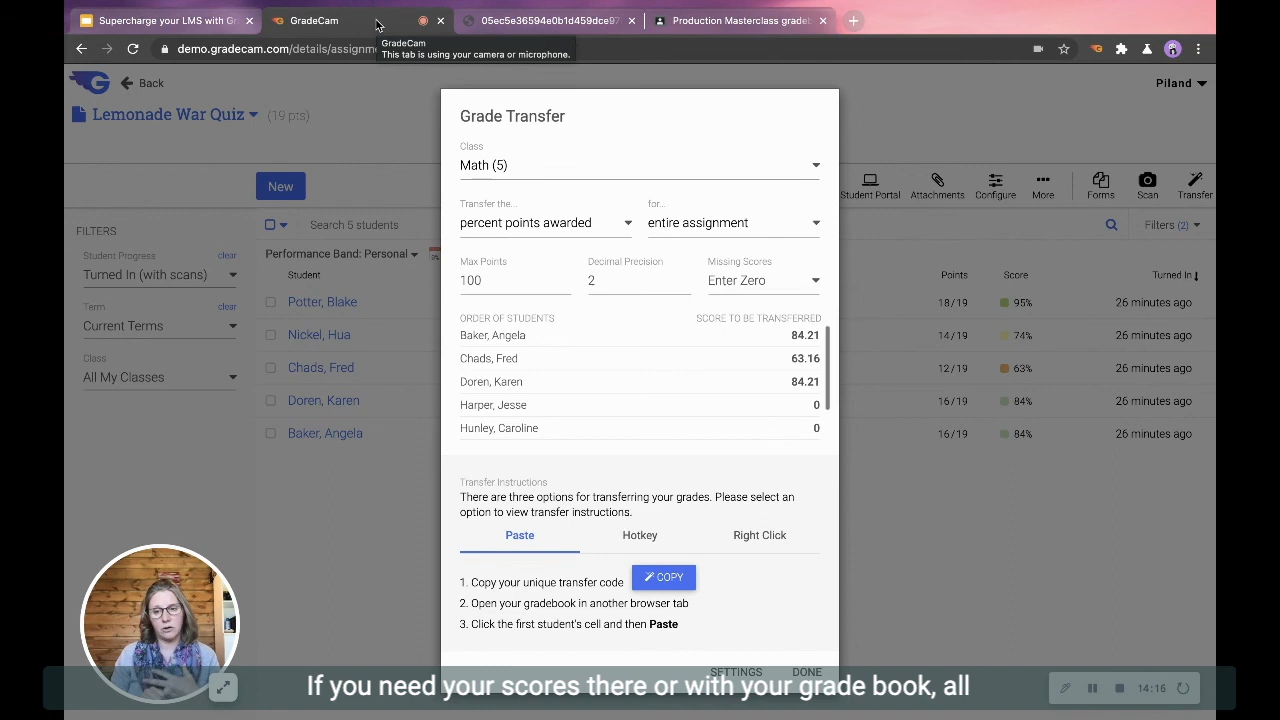 Supercharge your LMS with Gr
GradeCam
05ec5e36594e0b1d459dce97
Production Masterclass gradeb
demo.gradecam.com/details/assignme
GradeCam
This tab is using your camera or microphone.
Back
Piland
Lemonade War Quiz (19 pts)
New
Student Portal
Attachments
Configure
More
Forms
Scan
Transfer
FILTERS
Student Progress clear
Turned In (with scans)
Term clear
Current Terms
Class
All My Classes
Search 5 students
Filters (2)
Performance Band: Personal
Student Points Score Turned In
Potter, Blake 18/19 95% 26 minutes ago
Nickel, Hua 14/19 74% 26 minutes ago
Chads, Fred 12/19 63% 26 minutes ago
Doren, Karen 16/19 84% 26 minutes ago
Baker, Angela 16/19 84% 26 minutes ago
Grade Transfer
Class
Math (5)
Transfer the... for...
percent points awarded entire assignment
Max Points Decimal Precision Missing Scores
100 2 Enter Zero
ORDER OF STUDENTS SCORE TO BE TRANSFERRED
Baker, Angela 84.21
Chads, Fred 63.16
Doren, Karen 84.21
Harper, Jesse 0
Hunley, Caroline 0
Transfer Instructions
There are three options for transferring your grades. Please select an
option to view transfer instructions.
Paste Hotkey Right Click
1. Copy your unique transfer code COPY
2. Open your gradebook in another browser tab
3. Click the first student's cell and then Paste
SETTINGS DONE
If you need your scores there or with your grade book, all
14:16